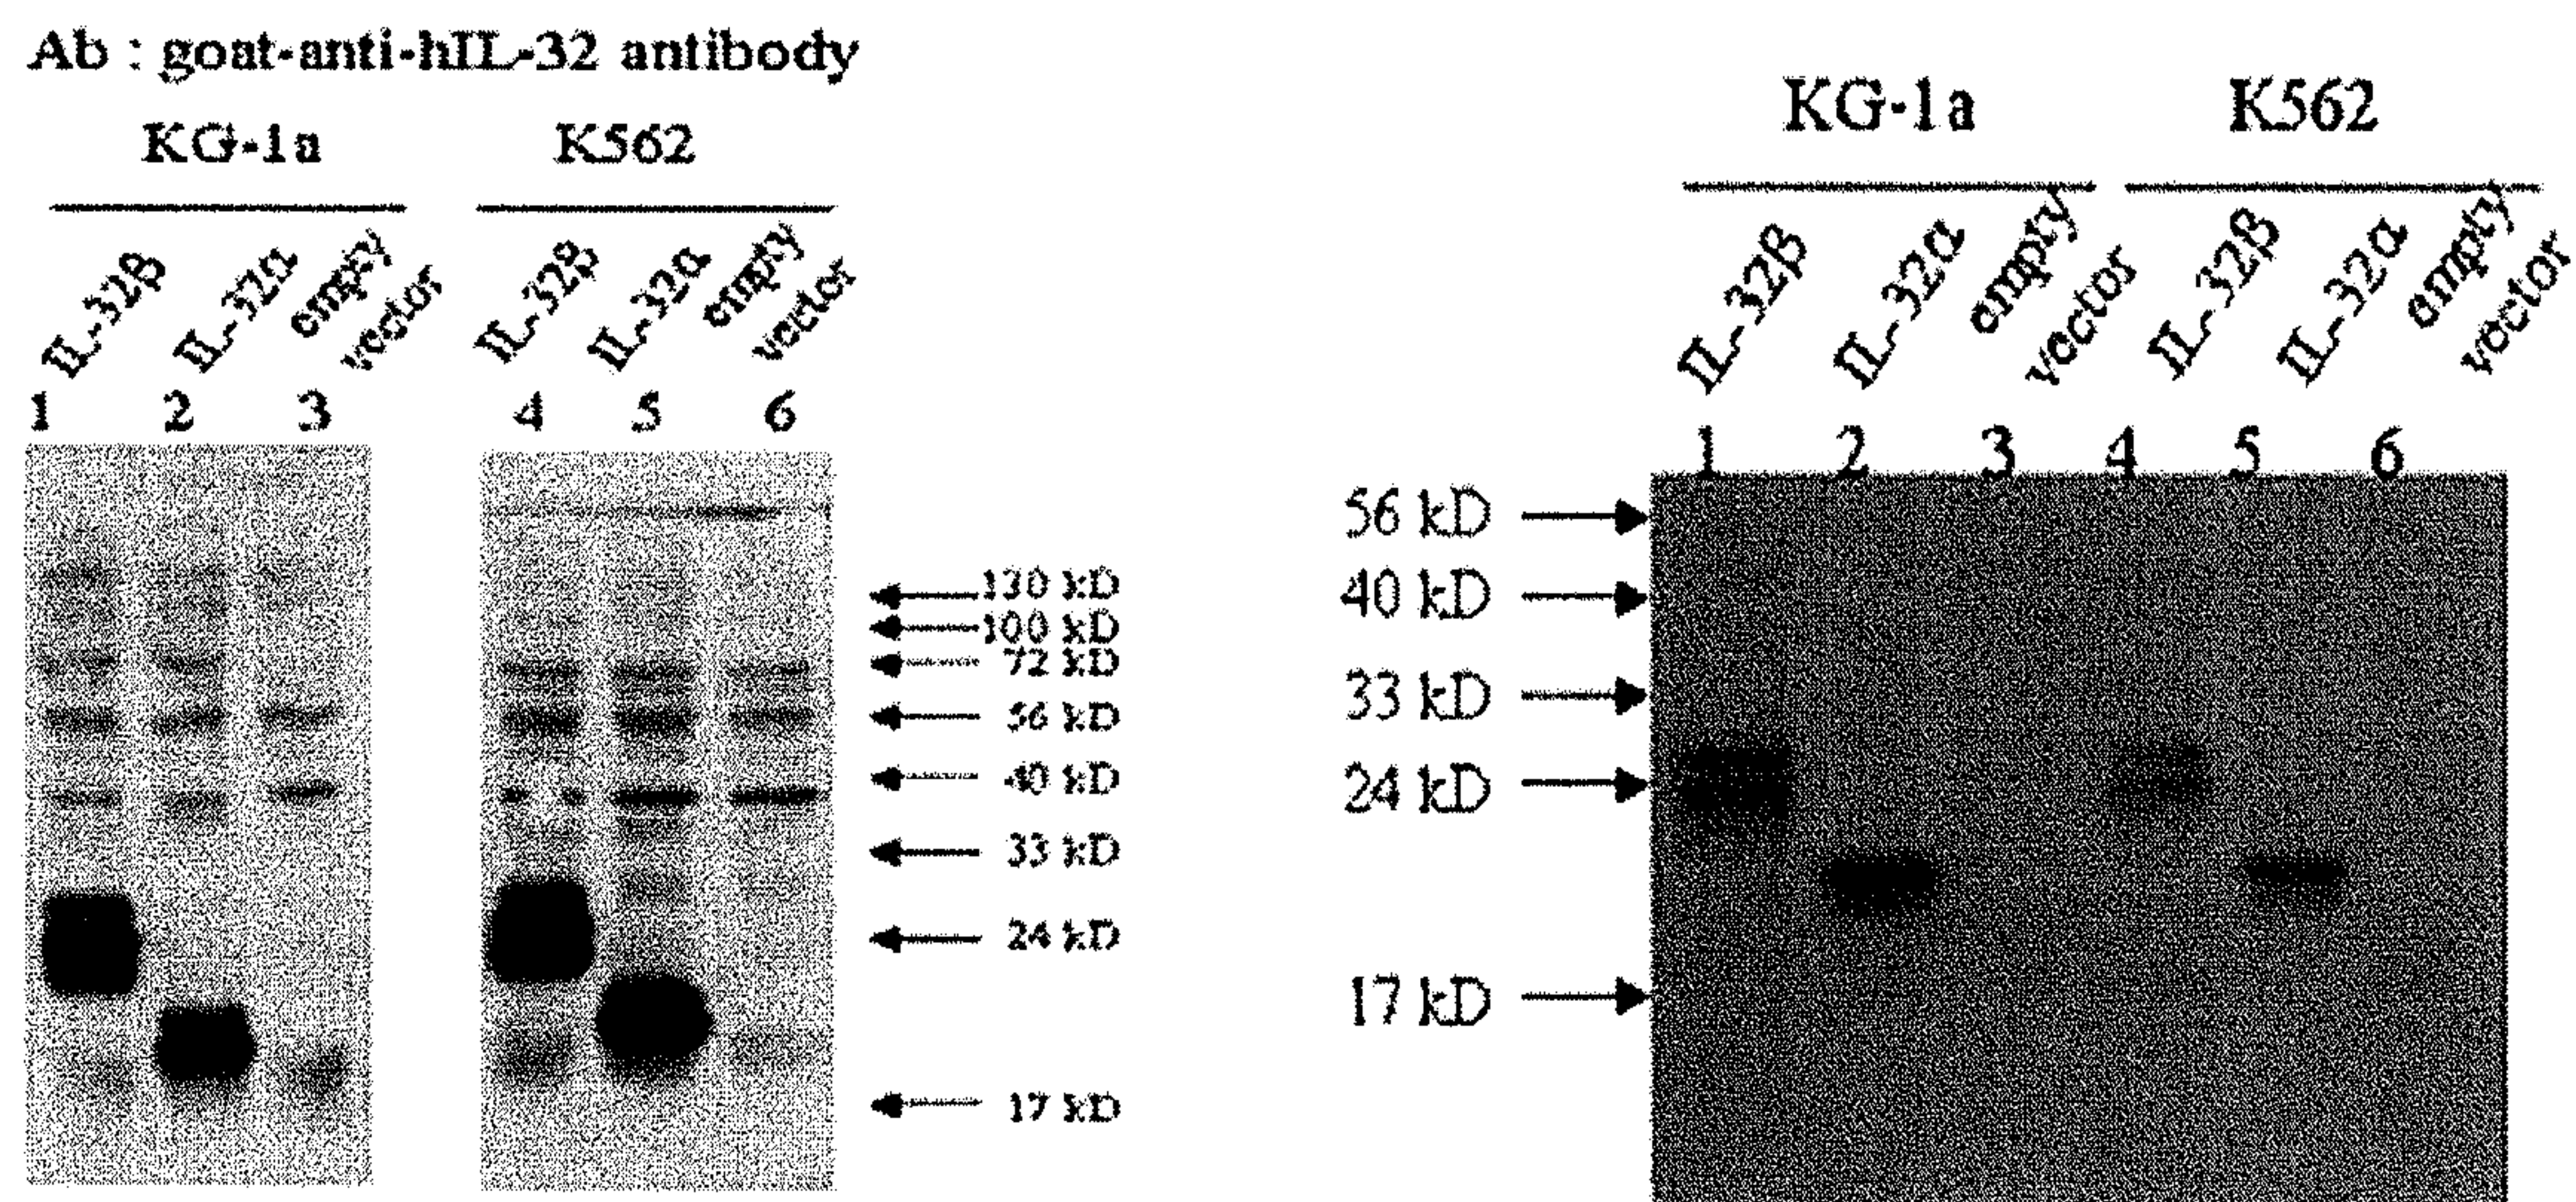 Ab : goat-anti-hIL-32 antibody
KG-1a K562
IL-32β IL-32α empty vector IL-32β IL-32α empty vector
1 2 3 4 5 6
130 kD
100 kD
72 kD
56 kD
40 kD
33 kD
24 kD
17 kD
KG-1a K562
IL-32β IL-32α empty vector IL-32β IL-32α empty vector
1 2 3 4 5 6
56 kD
40 kD
33 kD
24 kD
17 kD